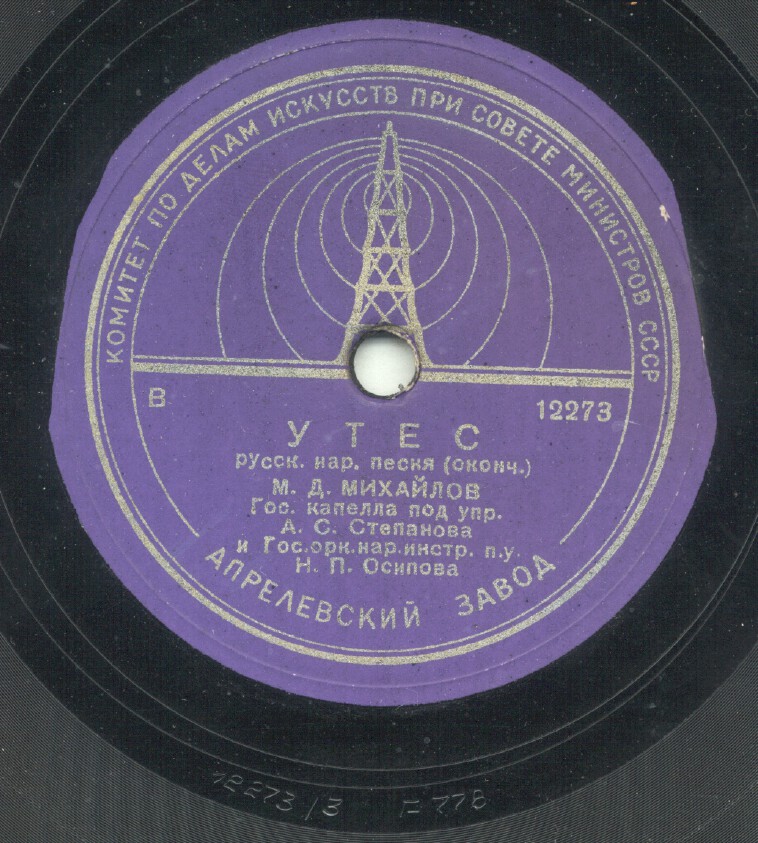 КОМИТЕТ ПО ДЕЛАМ ИСКУССТВ ПРИ СОВЕТЕ МИНИСТРОВ СССР
В
12273
УТЕС
русск. нар. песня (оконч.)
М. Д. МИХАЙЛОВ
Гос. капелла под упр.
А. С. Степанова
и Гос.орк.нар.инстр. п.у.
Н. П. Осипова
АПРЕЛЕВСКИЙ ЗАВОД
12273/3 F778